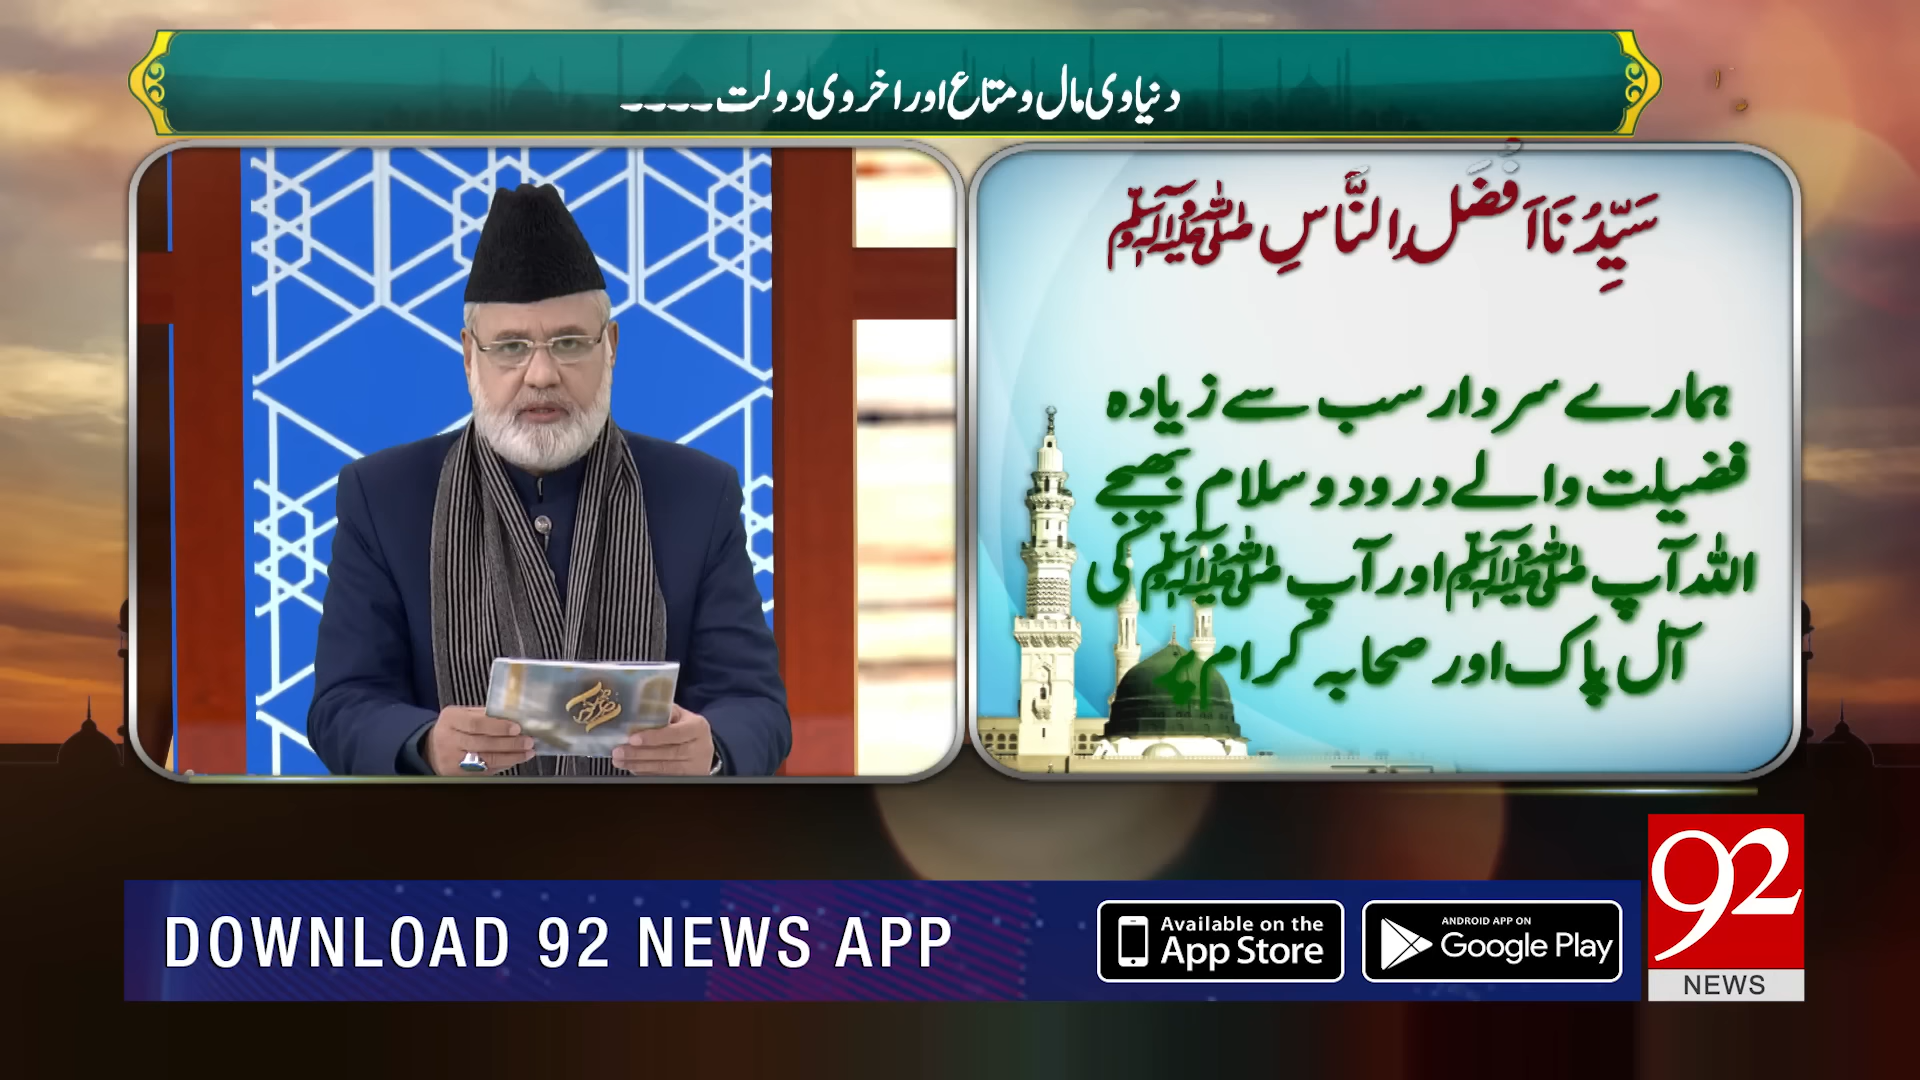 دنیاوی مال و متاع اور اخروی دولت۔۔۔۔
سَیِّدُنَا اَفْضَلُ النَّاسِ ﷺ
ہمارے سردار سب سے زیادہ
فضیلت والے درود و سلام بھیجے
اللہ آپ ﷺ اور آپ ﷺ کی
آل پاک اور صحابہ کرام پر
DOWNLOAD 92 NEWS APP
Available on the
App Store
ANDROID APP ON
Google Play
92
NEWS